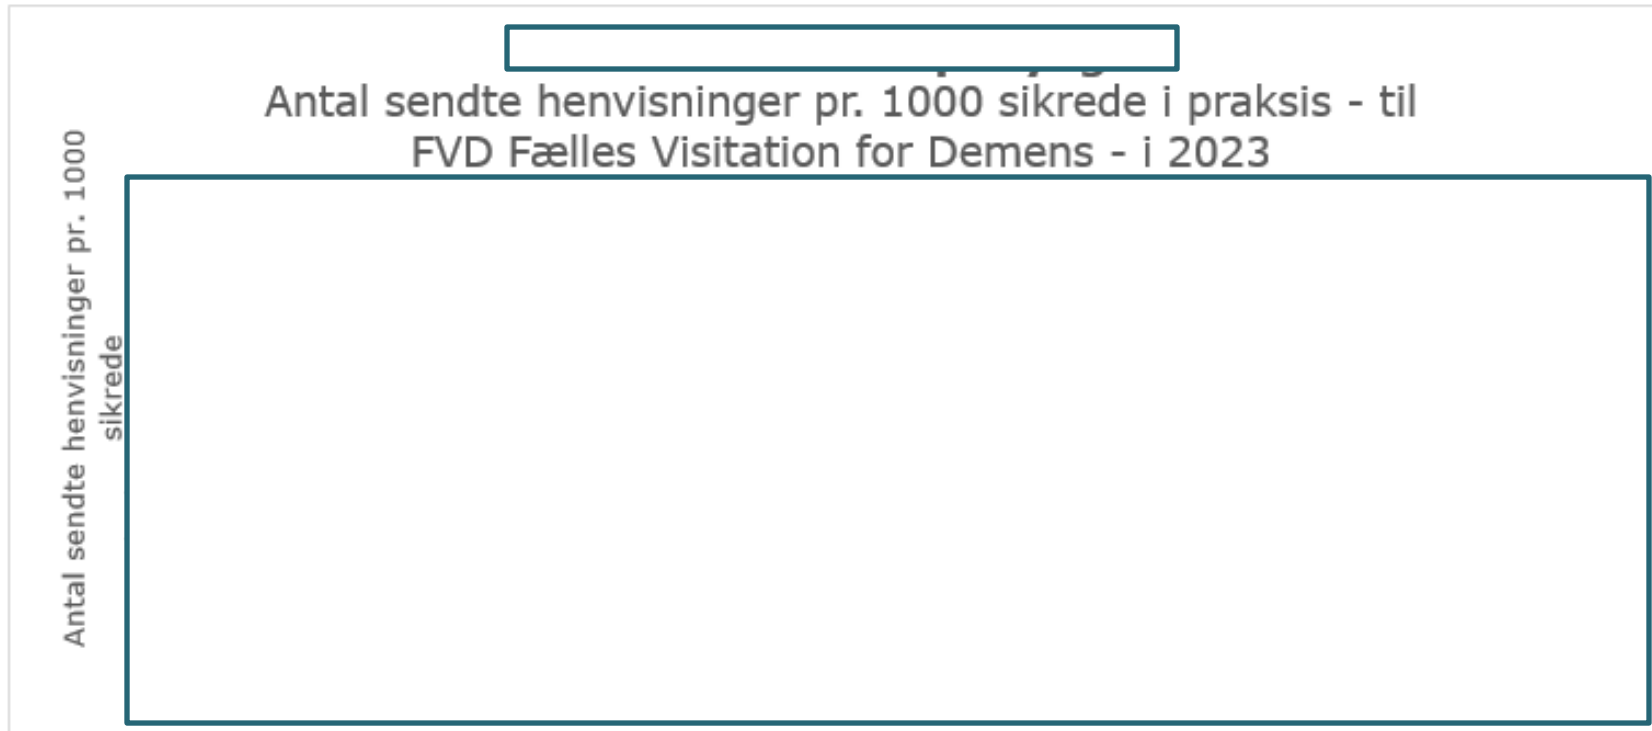 Antal sendte henvisninger pr. 1000 sikrede i praksis - til
FVD Fælles Visitation for Demens - i 2023
Antal sendte henvisninger pr. 1000
sikrede